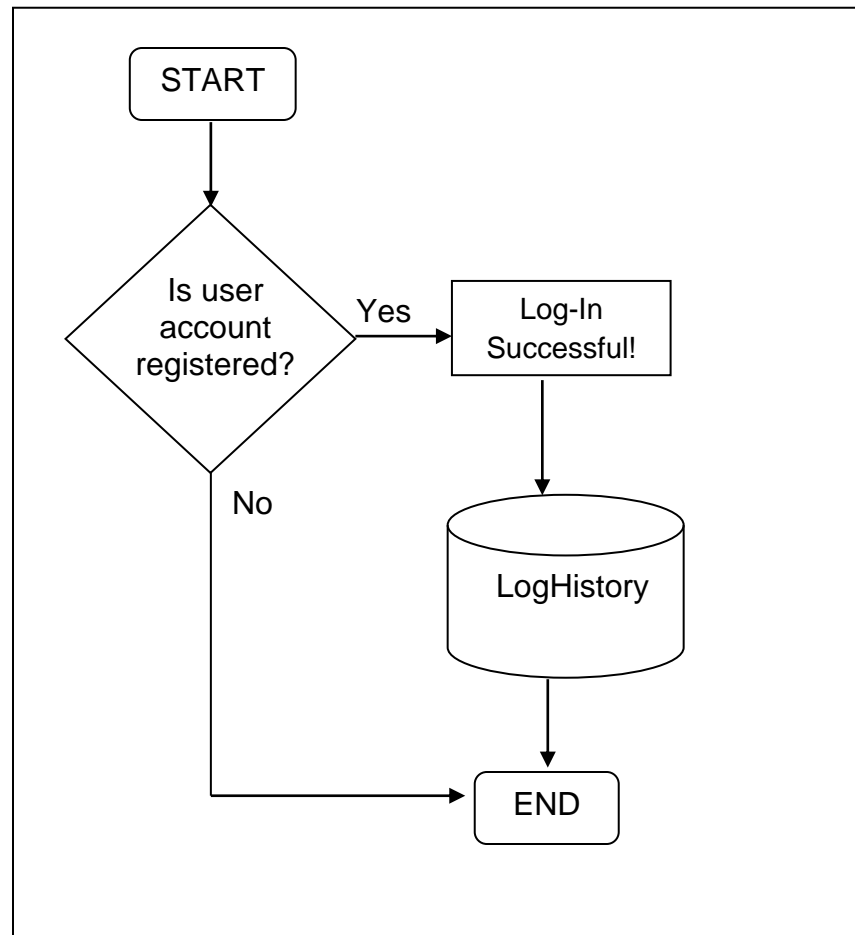 START
Is user
account
registered?
Yes
Log-In
Successful!
No
LogHistory
END